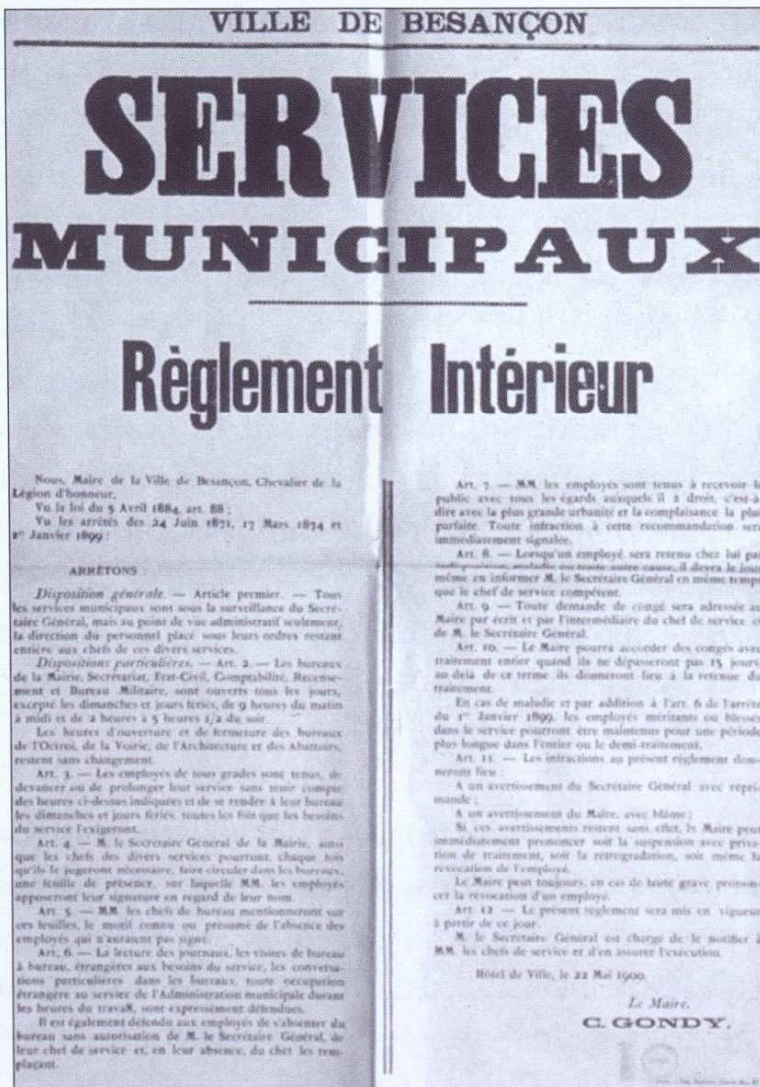 VILLE DE BESANÇON
SERVICES
MUNICIPAUX
Règlement Intérieur
Nous, Maire de la Ville de Besançon, Chevalier de la
Légion d'honneur,
Vu la loi du 5 Avril 1884, art. 88 ;
Vu les arrêtés des 24 Juin 1871, 17 Mars 1874 et
1er Janvier 1899 ;
ARRÊTONS :
Disposition générale. — Article premier. — Tous
les services municipaux sont sous la surveillance du Secré-
taire Général, mais au point de vue administratif seulement,
la direction du personnel placé sous leurs ordres restant
entière aux chefs de ces divers services.
Dispositions particulières. — Art. 2. — Les bureaux
de la Mairie, Secrétariat, Etat-Civil, Comptabilité, Recense-
ment et Bureau Militaire, sont ouverts tous les jours,
excepté les dimanches et jours fériés, de 9 heures du matin
à midi et de 2 heures à 5 heures 1/2 du soir.
Les heures d'ouverture et de fermeture des bureaux
de l'Octroi, de la Voirie, de l'Architecture et des Abattoirs,
restent sans changement.
Art. 3. — Les employés de tous grades sont tenus, de
devancer ou de prolonger leur service sans tenir compte
des heures ci-dessus indiquées et de se rendre à leur bureau
les dimanches et jours fériés, toutes les fois que les besoins
du service l'exigeront.
Art. 4. — M. le Secrétaire Général de la Mairie, ainsi
que les chefs des divers services pourront, chaque fois
qu'ils le jugeront nécessaire, faire circuler dans les bureaux,
une feuille de présence, sur laquelle MM. les employés
apposeront leur signature en regard de leur nom.
Art. 5. — MM. les chefs de bureau mentionneront sur
ces feuilles, le motif connu ou présumé de l'absence des
employés qui n'auraient pas signé.
Art. 6. — La lecture des journaux, les visites de bureau
à bureau, étrangères aux besoins du service, les conversa-
tions particulières dans les bureaux, toute occupation
étrangère au service de l'Administration municipale durant
les heures du travail, sont expressément défendues.
Il est également défendu aux employés de s'absenter du
bureau sans autorisation de M. le Secrétaire Général, de
leur chef de service et, en leur absence, du chef les rem-
plaçant.
Art. 7. — MM. les employés sont tenus à recevoir le
public avec tous les égards auxquels il à droit, c'est-à-
dire avec la plus grande urbanité et la complaisance la plus
parfaite. Toute infraction à cette recommandation sera
immédiatement signalée.
Art. 8. — Lorsqu'un employé sera retenu chez lui par
indisposition, maladie ou toute autre cause, il devra le jour
même en informer M. le Secrétaire Général en même temps
que le chef de service compétent.
Art. 9. — Toute demande de congé sera adressée au
Maire par écrit et par l'intermédiaire du chef de service et
de M. le Secrétaire Général.
Art. 10. — Le Maire pourra accorder des congés avec
traitement entier quand ils ne dépasseront pas 15 jours,
au delà de ce terme ils donneront lieu à la retenue du
traitement.
En cas de maladie et par addition à l'art. 6 de l'arrêté
du 1er Janvier 1899, les employés méritants ou blessés
dans le service pourront être maintenus pour une période
plus longue dans l'entier ou le demi-traitement.
Art. 11. — Les infractions au présent règlement don-
neront lieu :
A un avertissement du Secrétaire Général avec répri-
mande ;
A un avertissement du Maire, avec blâme ;
Si ces avertissements restent sans effet, le Maire peut
immédiatement prononcer soit la suspension avec priva-
tion de traitement, soit la rétrogradation, soit même la
révocation de l'employé.
Le Maire peut toujours, en cas de faute grave, pronon-
cer la révocation d'un employé.
Art. 12. — Le présent règlement sera mis en vigueur
à partir de ce jour.
M. le Secrétaire Général est chargé de le notifier à
MM. les chefs de service et d'en assurer l'exécution.
Hôtel de Ville, le 22 Mai 1900.
Le Maire,
C. GONDY.